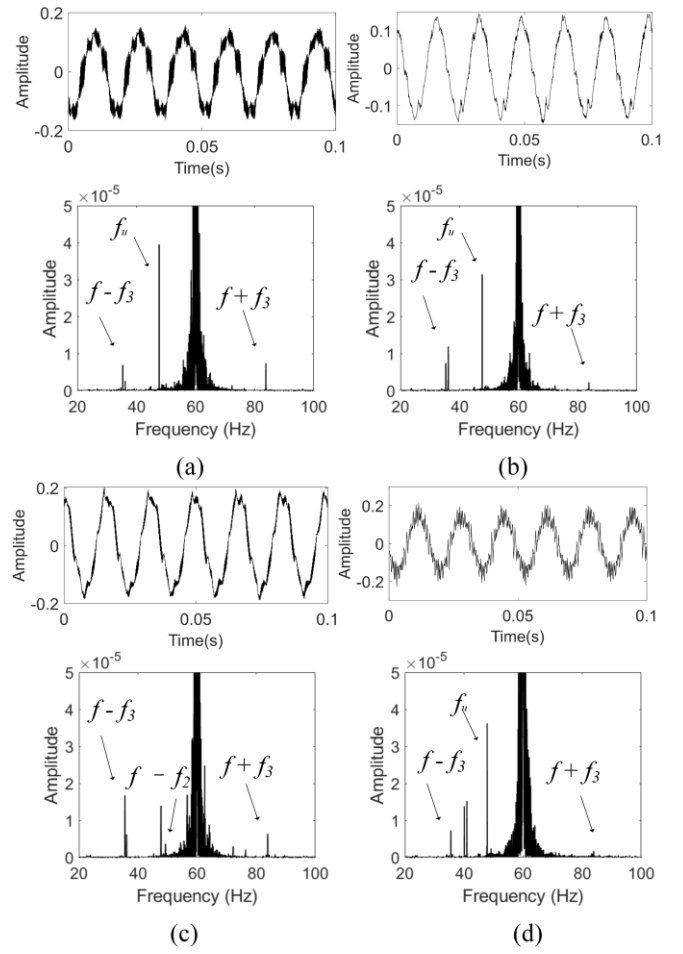 0.2
0
-0.2
Amplitude
0
0.05
0.1
Time(s)
0.1
0
-0.1
Amplitude
0
0.05
0.1
Time(s)
×10⁻⁵
5
4
3
2
1
0
Amplitude
fᵤ
f - f₃
f + f₃
20 40 60 80 100
Frequency (Hz)
(a)
×10⁻⁵
5
4
3
2
1
0
Amplitude
fᵤ
f - f₃
f + f₃
20 40 60 80 100
Frequency (Hz)
(b)
0.2
0
-0.2
Amplitude
0
0.05
0.1
Time(s)
0.2
0
-0.2
Amplitude
0
0.05
0.1
Time(s)
×10⁻⁵
5
4
3
2
1
0
Amplitude
f - f₃
f - f₂
f + f₃
20 40 60 80 100
Frequency (Hz)
(c)
×10⁻⁵
5
4
3
2
1
0
Amplitude
fᵤ
f - f₃
f + f₃
20 40 60 80 100
Frequency (Hz)
(d)